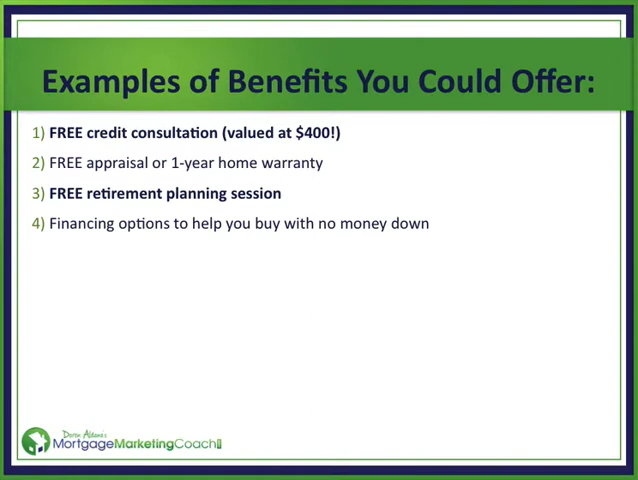 Examples of Benefits You Could Offer:
1) FREE credit consultation (valued at $400!)
2) FREE appraisal or 1-year home warranty
3) FREE retirement planning session
4) Financing options to help you buy with no money down
Doren Aldana's
MortgageMarketingCoach